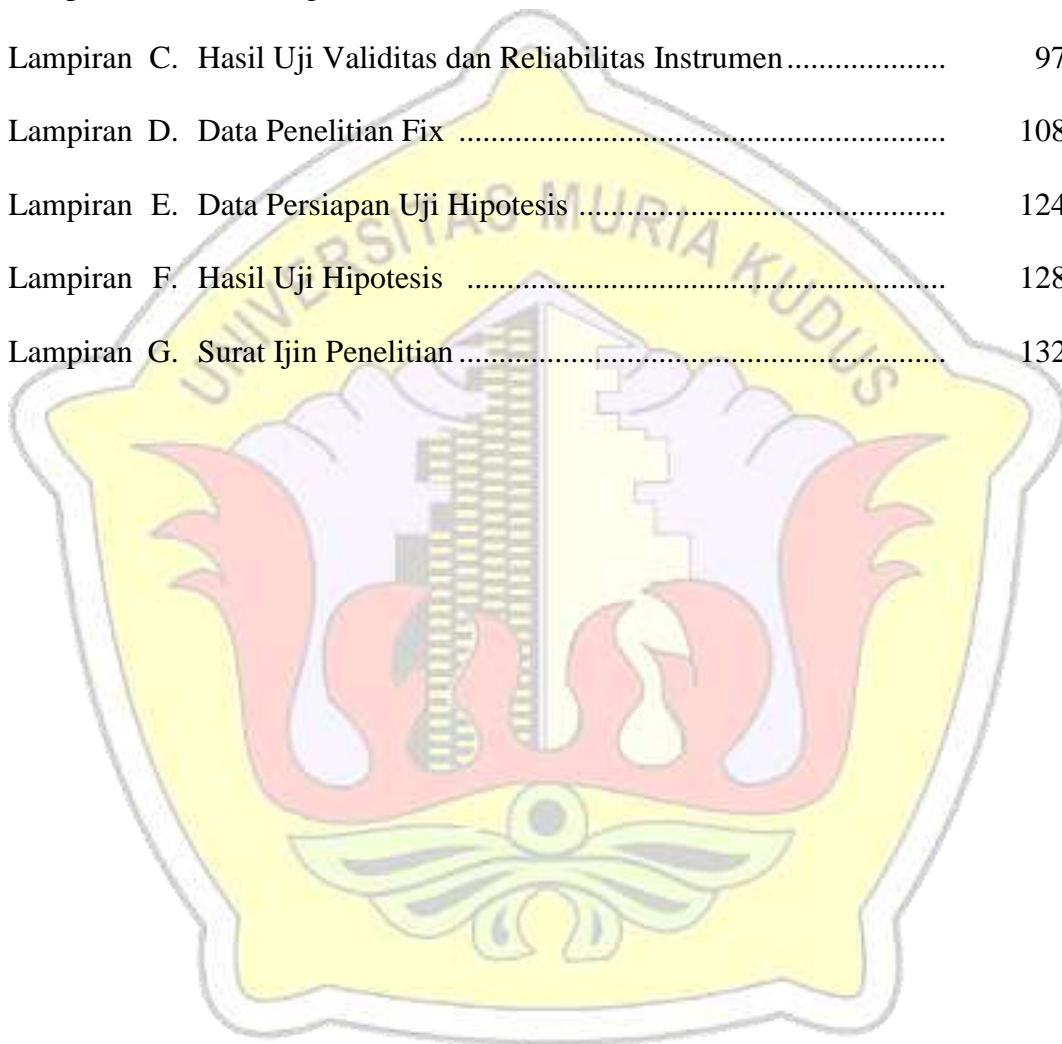 Lampiran C. Hasil Uji Validitas dan Reliabilitas Instrumen.................... 97
Lampiran D. Data Penelitian Fix ............................................................. 108
Lampiran E. Data Persiapan Uji Hipotesis .............................................. 124
Lampiran F. Hasil Uji Hipotesis ............................................................ 128
Lampiran G. Surat Ijin Penelitian ............................................................. 132
UNIVERSITAS MURIA KUDUS